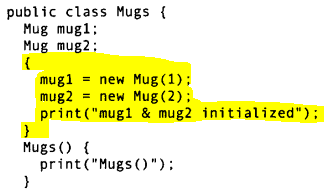 public class Mugs {
Mug mug1;
Mug mug2;
{
mug1 = new Mug(1);
mug2 = new Mug(2);
print("mug1 & mug2 initialized");
}
Mugs() {
print("Mugs()");
}